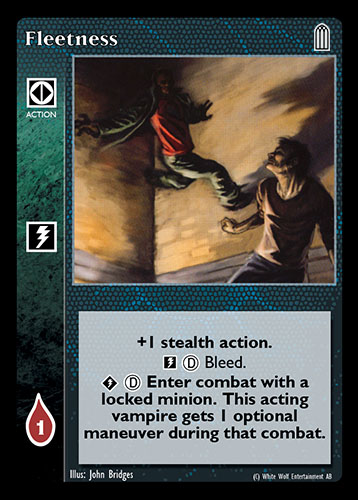 Fleetness
ACTION
+1 stealth action.
D Bleed.
D Enter combat with a
locked minion. This acting
vampire gets 1 optional
maneuver during that combat.
1
Illus: John Bridges
(C) White Wolf Entertainment AB